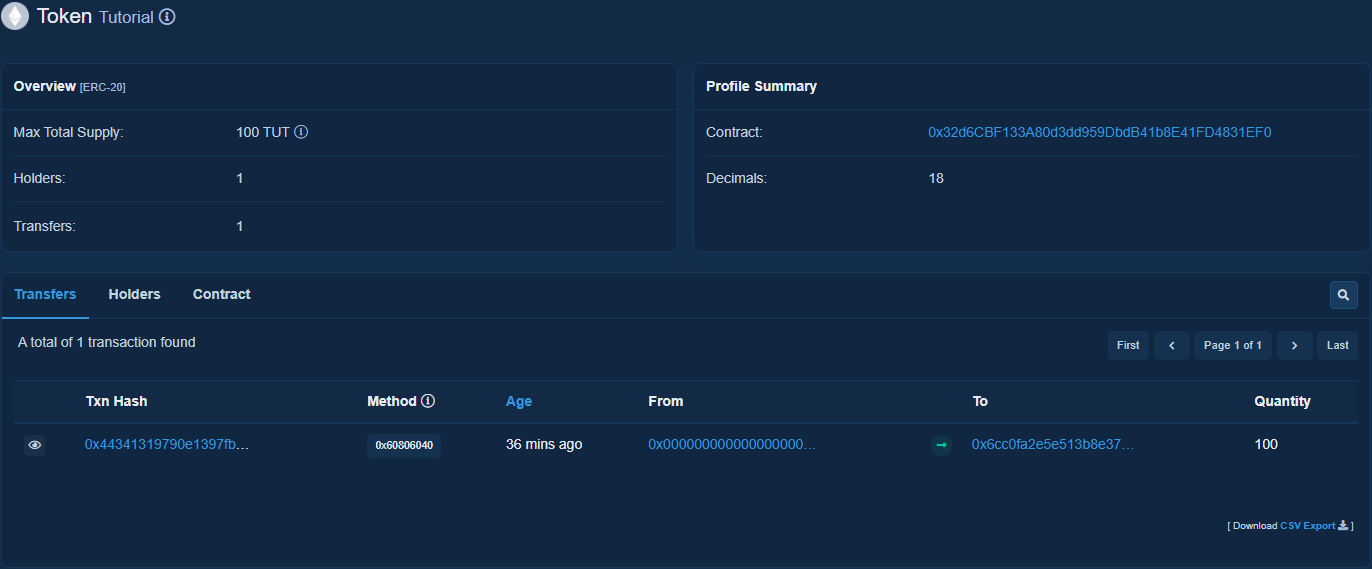 Token Tutorial
Overview [ERC-20]
Max Total Supply: 100 TUT
Holders: 1
Transfers: 1
Profile Summary
Contract: 0x32d6CBF133A80d3dd959DbdB41b8E41FD4831EF0
Decimals: 18
Transfers Holders Contract
A total of 1 transaction found
First Page 1 of 1 Last
Txn Hash Method Age From To Quantity
0x44341319790e1397fb... 0x60806040 36 mins ago 0x000000000000000000... 0x6cc0fa2e5e513b8e37... 100
[ Download CSV Export ]